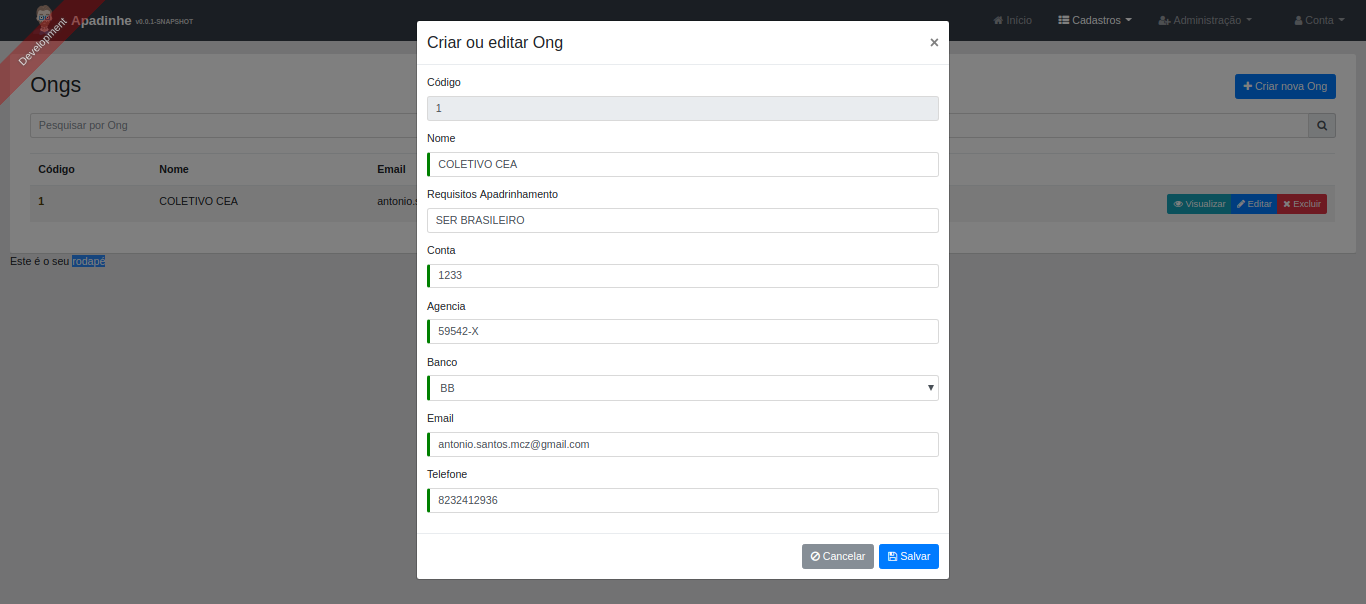 Development
Apadinhe v0.0.1-SNAPSHOT
Início Cadastros Administração Conta
Ongs
Criar nova Ong
Pesquisar por Ong
Código Nome Email
1 COLETIVO CEA antonio.s
Visualizar Editar Excluir
Este é o seu rodapé
Criar ou editar Ong ×
Código
1
Nome
COLETIVO CEA
Requisitos Apadrinhamento
SER BRASILEIRO
Conta
1233
Agencia
59542-X
Banco
BB
Email
antonio.santos.mcz@gmail.com
Telefone
8232412936
Cancelar Salvar